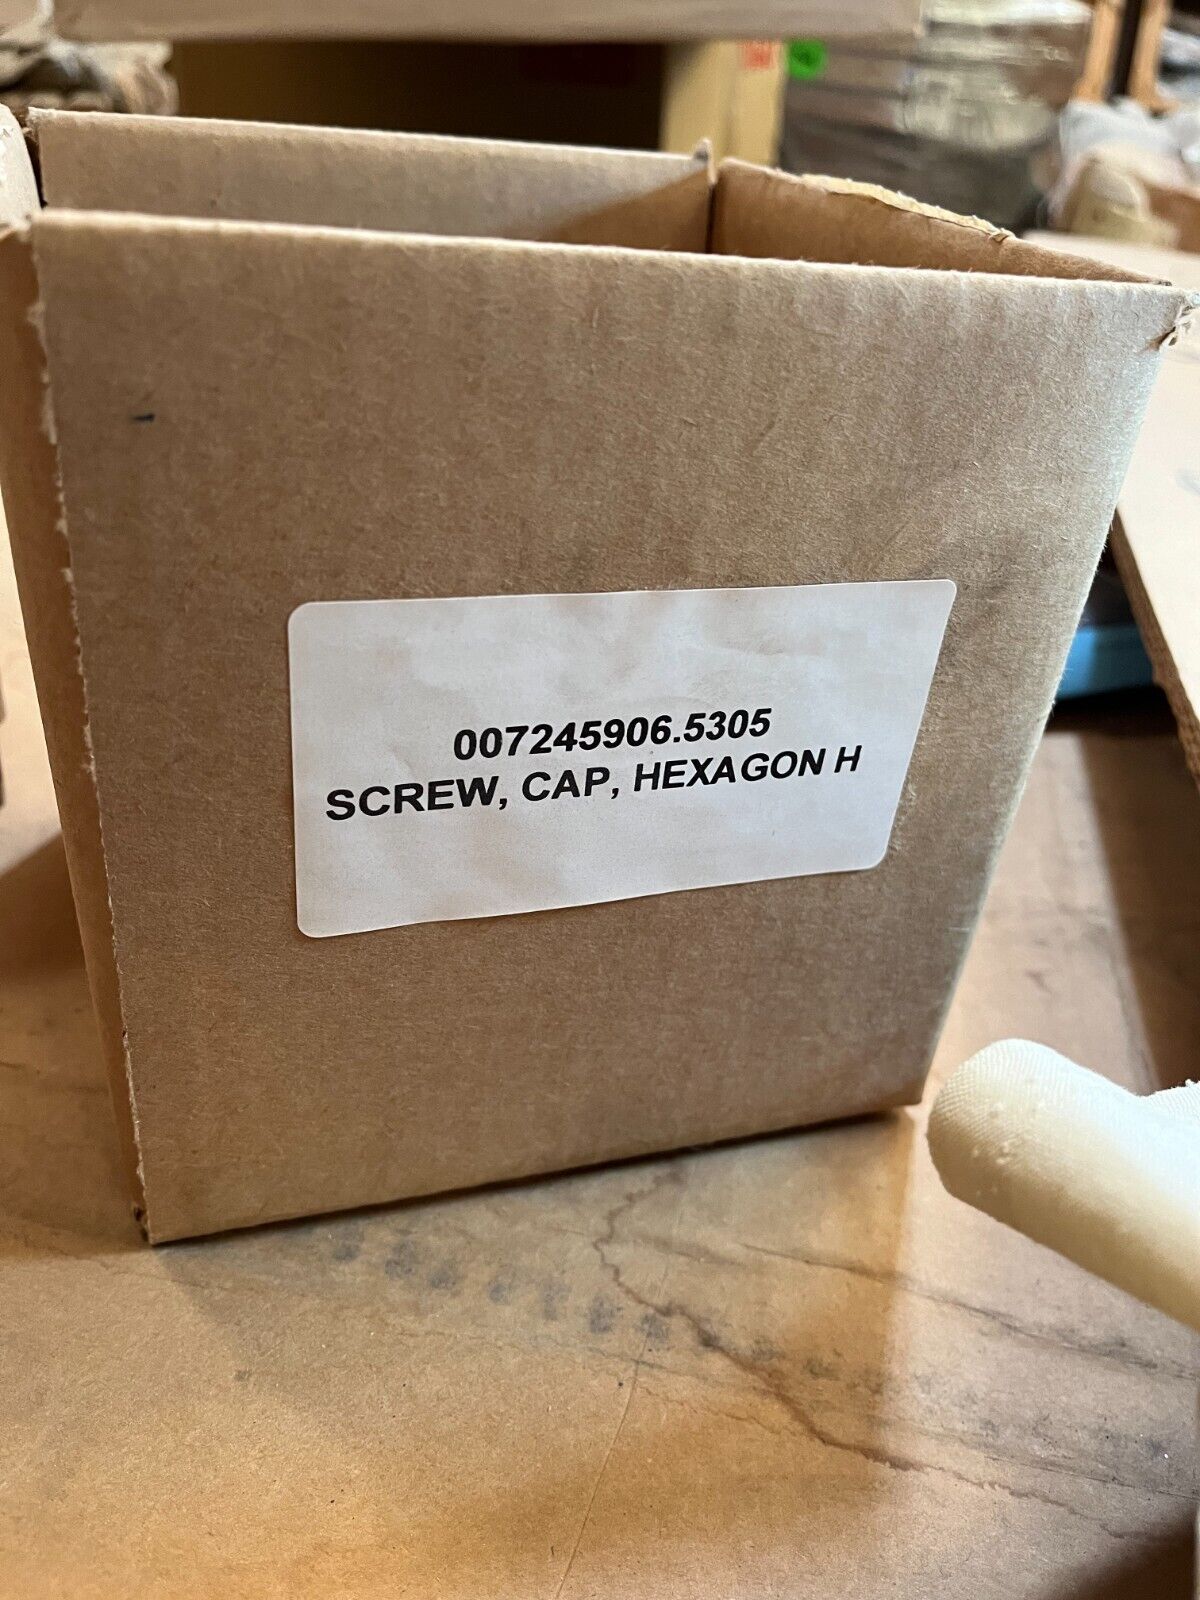 007245906.5305
SCREW, CAP, HEXAGON H